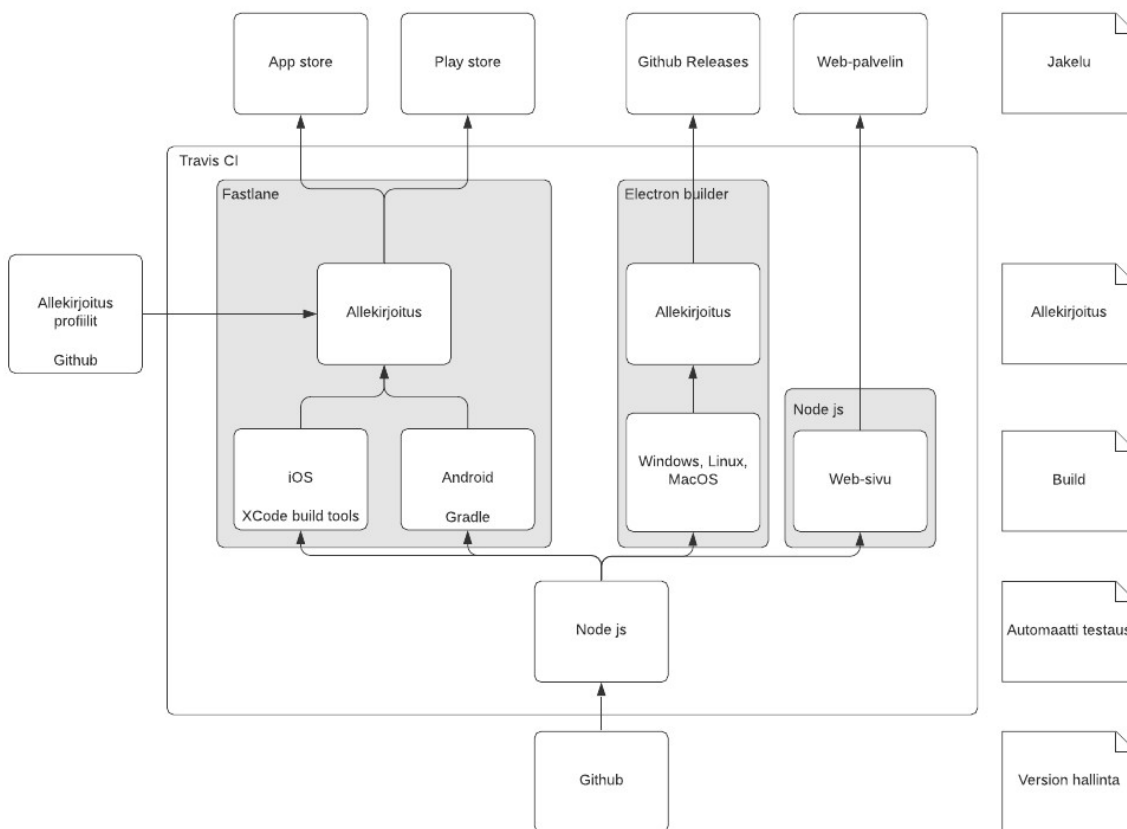 App store
Play store
Github Releases
Web-palvelin
Jakelu
Travis CI
Fastlane
Electron builder
Allekirjoitus
profiilit
Github
Allekirjoitus
Allekirjoitus
Allekirjoitus
Node js
iOS
XCode build tools
Android
Gradle
Windows, Linux,
MacOS
Web-sivu
Build
Node js
Automaatti testaus
Github
Version hallinta